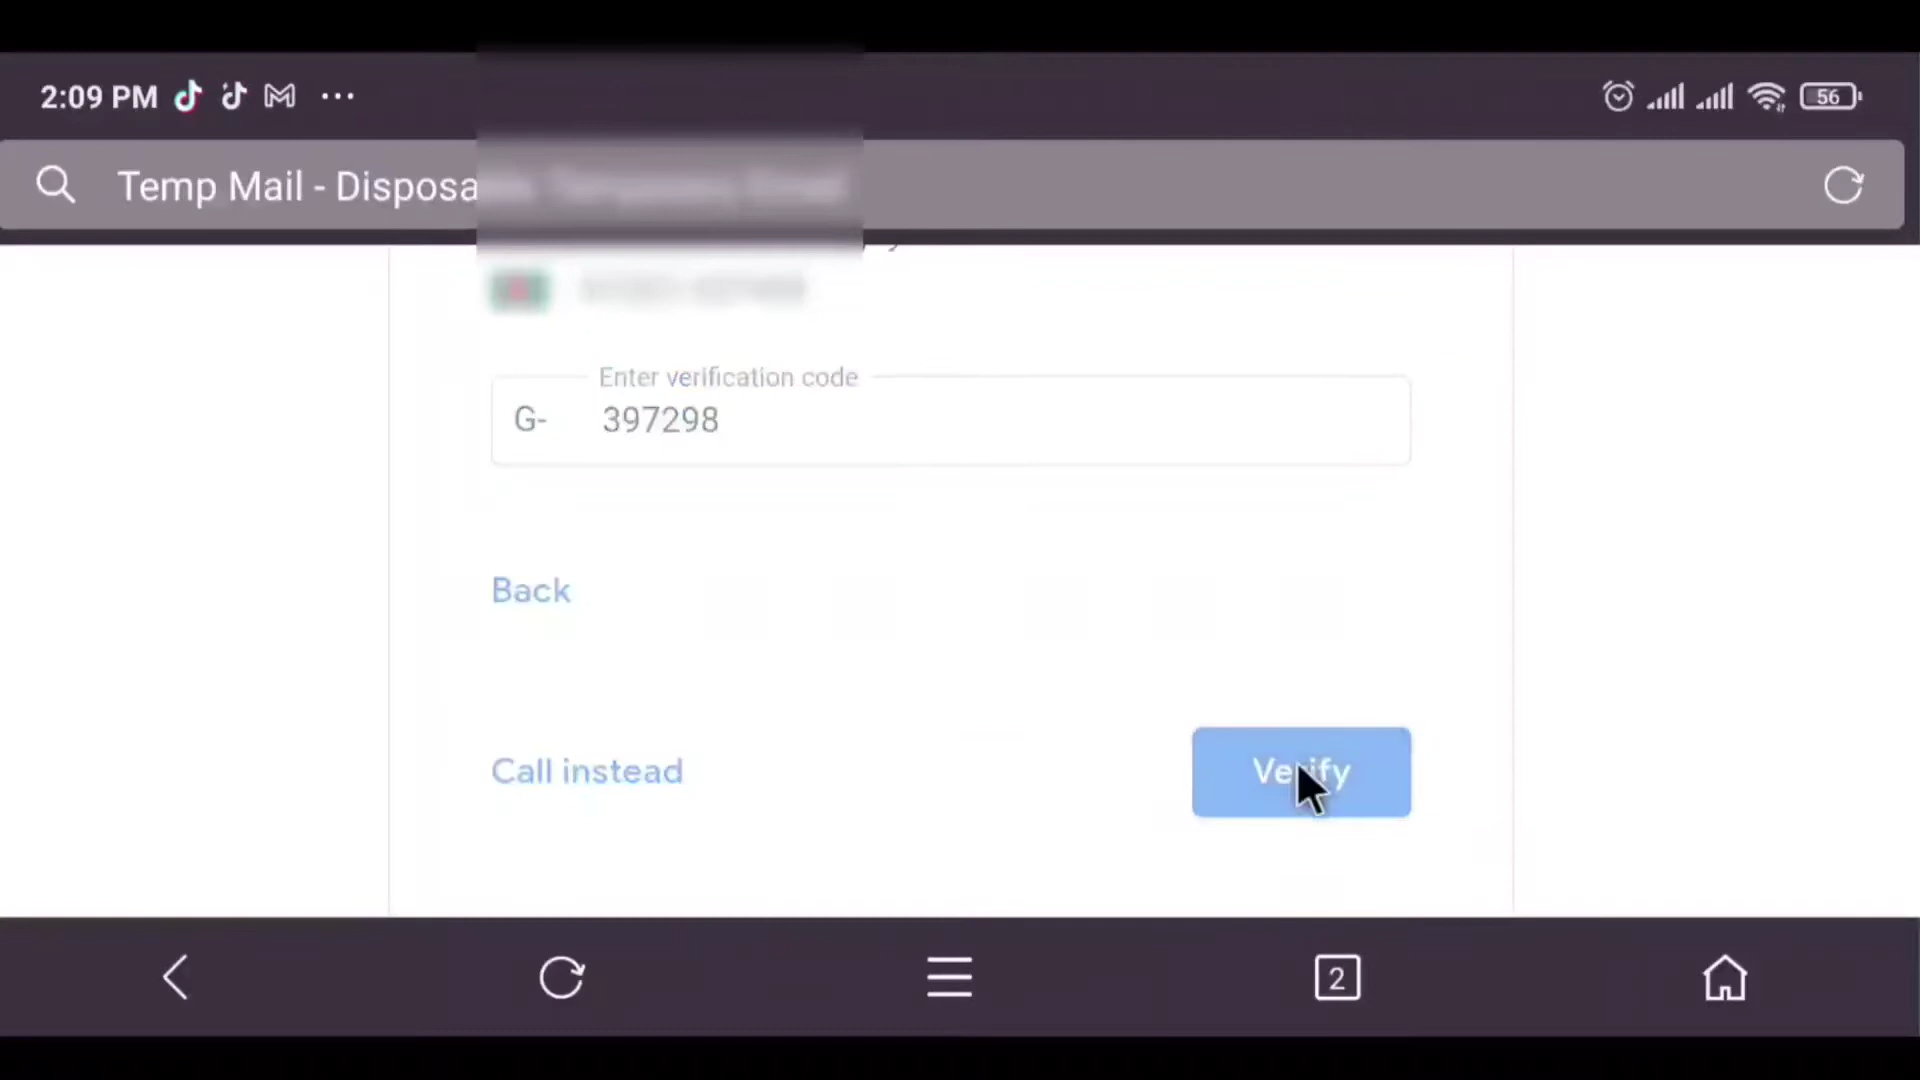 2:09 PM
56
Temp Mail - Disposa
Enter verification code
G- 397298
Back
Call instead
Verify
2